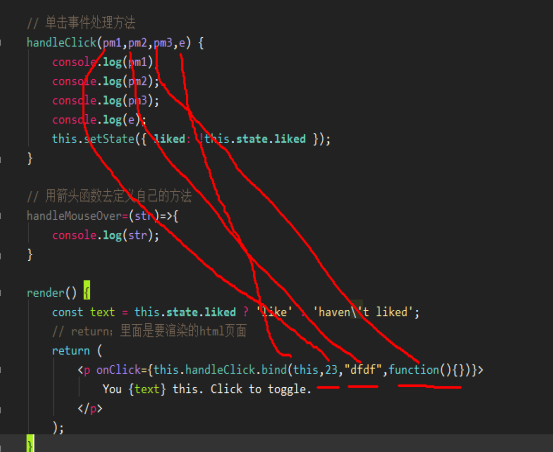 // 单击事件处理方法
handleClick(pm1,pm2,pm3,e) {
console.log(pm1)
console.log(pm2);
console.log(pm3);
console.log(e);
this.setState({ liked: !this.state.liked });
}
// 用箭头函数去定义自己的方法
handleMouseOver=(str)=>{
console.log(str);
}
render() {
const text = this.state.liked ? 'like' : 'haven\'t liked';
// return：里面是要渲染的html页面
return (
<p onClick={this.handleClick.bind(this,23,"dfdf",function(){})}>
You {text} this. Click to toggle.
</p>
);
}